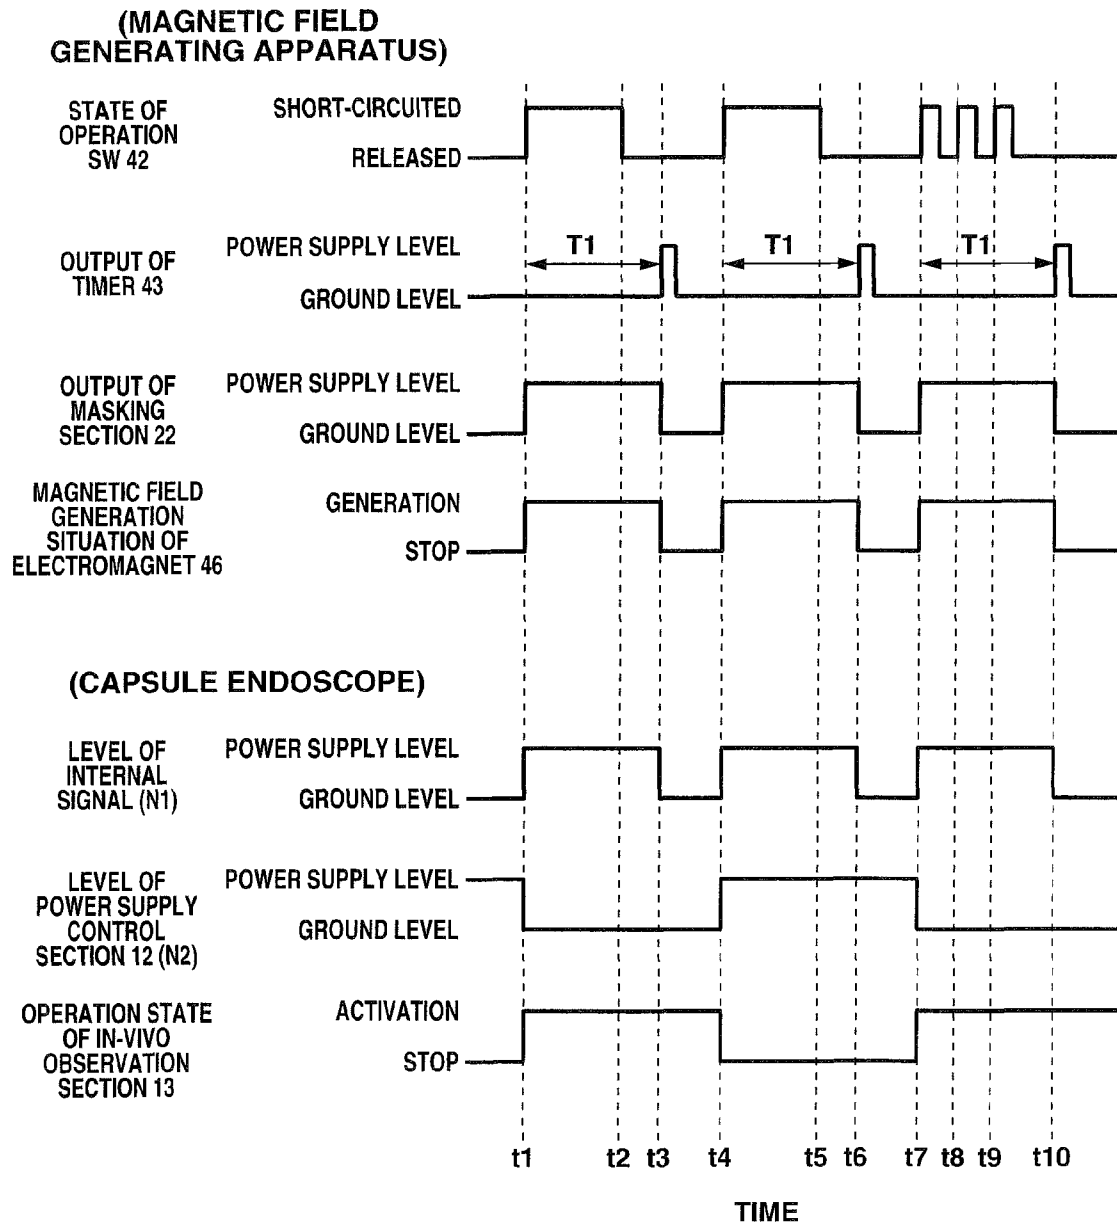 (MAGNETIC FIELD
GENERATING APPARATUS)
STATE OF
OPERATION
SW 42
SHORT-CIRCUITED
RELEASED
OUTPUT OF
TIMER 43
POWER SUPPLY LEVEL
GROUND LEVEL
T1
T1
T1
OUTPUT OF
MASKING
SECTION 22
POWER SUPPLY LEVEL
GROUND LEVEL
MAGNETIC FIELD
GENERATION
SITUATION OF
ELECTROMAGNET 46
GENERATION
STOP
(CAPSULE ENDOSCOPE)
LEVEL OF
INTERNAL
SIGNAL (N1)
POWER SUPPLY LEVEL
GROUND LEVEL
LEVEL OF
POWER SUPPLY
CONTROL
SECTION 12 (N2)
POWER SUPPLY LEVEL
GROUND LEVEL
OPERATION STATE
OF IN-VIVO
OBSERVATION
SECTION 13
ACTIVATION
STOP
t1 t2 t3 t4 t5 t6 t7 t8 t9 t10
TIME